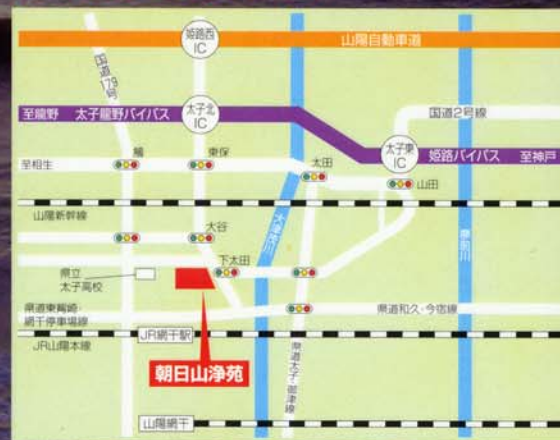 姫路西
IC
山陽自動車道
国道179号
至龍野
太子龍野バイパス
太子北
IC
国道2号線
太子東
IC
姫路バイパス
至神戸
鵤
東保
至相生
太田
山田
山陽新幹線
大谷
大津茂川
県立
太子高校
下太田
県道東觜崎・
網干停車場線
県道和久・今宿線
JR山陽本線
JR網干駅
県道太子・御津線
朝日山浄苑
山陽網干